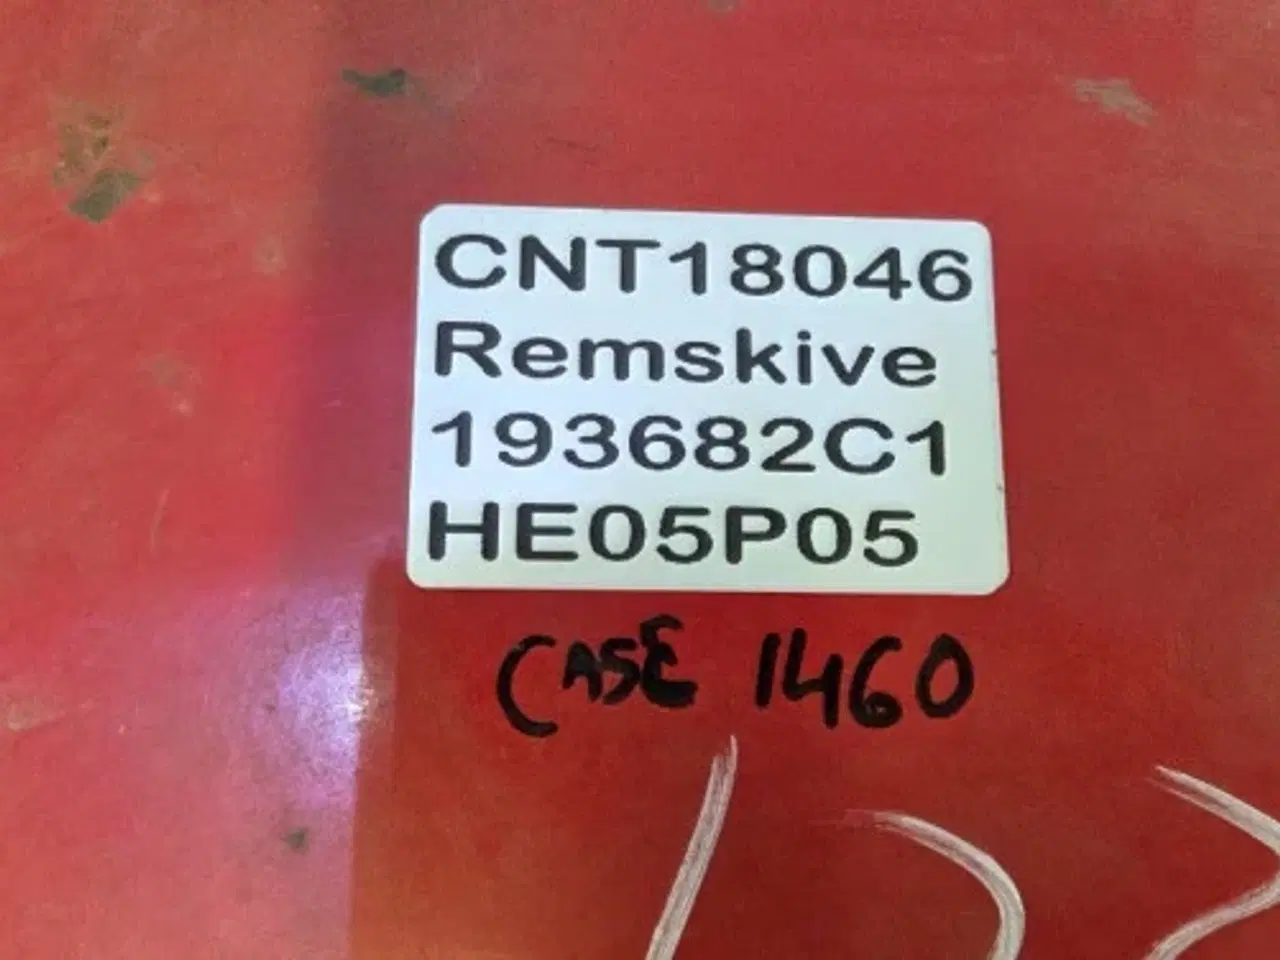 CNT18046
Remskive
193682C1
HE05P05
CASE 1460